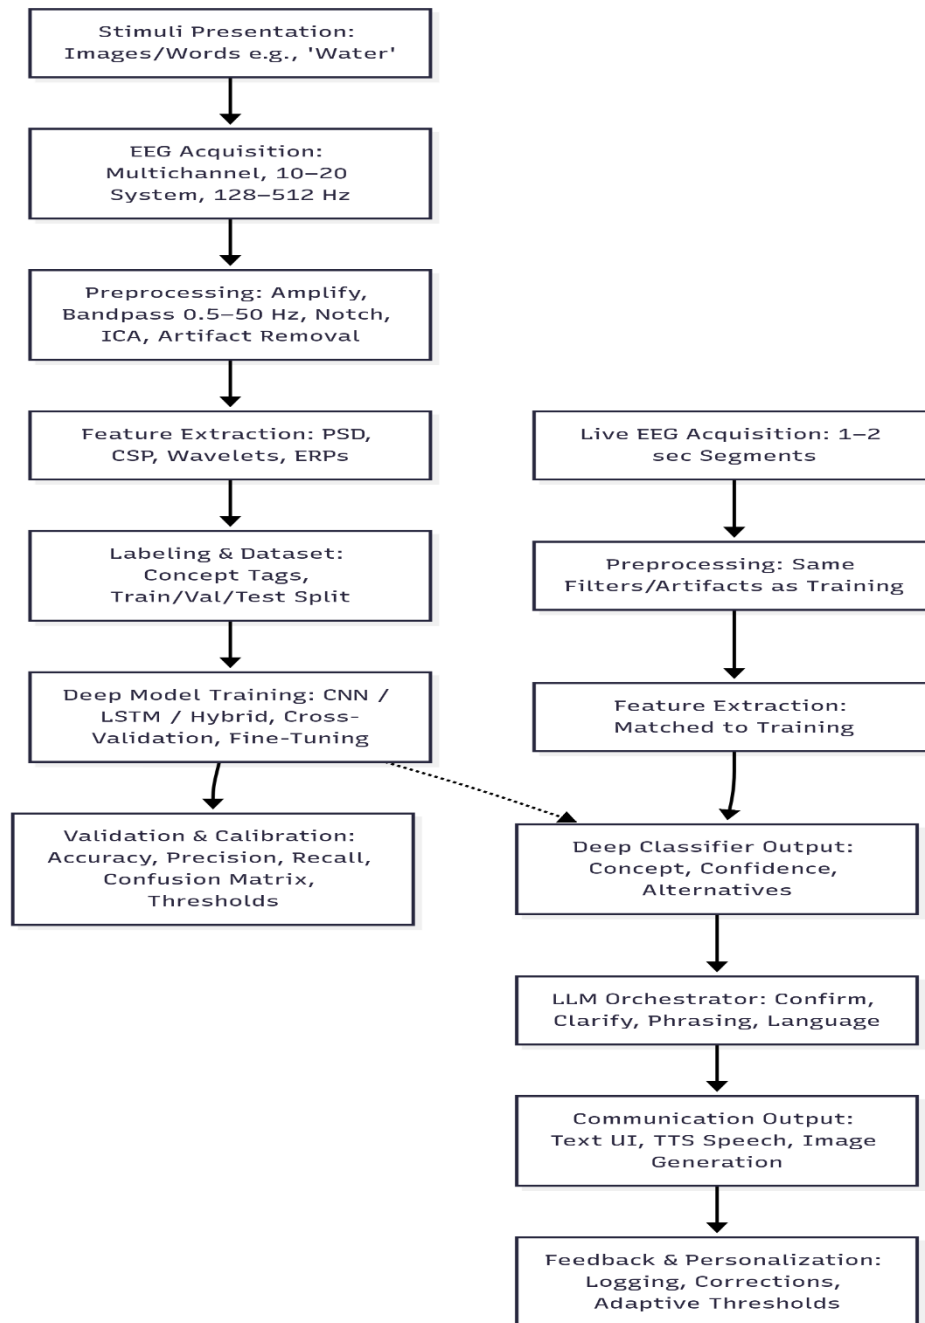 Stimuli Presentation:
Images/Words e.g., 'Water'
EEG Acquisition:
Multichannel, 10–20
System, 128–512 Hz
Preprocessing: Amplify,
Bandpass 0.5–50 Hz, Notch,
ICA, Artifact Removal
Feature Extraction: PSD,
CSP, Wavelets, ERPs
Labeling & Dataset:
Concept Tags,
Train/Val/Test Split
Deep Model Training: CNN /
LSTM / Hybrid, Cross-
Validation, Fine-Tuning
Validation & Calibration:
Accuracy, Precision, Recall,
Confusion Matrix,
Thresholds
Live EEG Acquisition: 1–2
sec Segments
Preprocessing: Same
Filters/Artifacts as Training
Feature Extraction:
Matched to Training
Deep Classifier Output:
Concept, Confidence,
Alternatives
LLM Orchestrator: Confirm,
Clarify, Phrasing, Language
Communication Output:
Text UI, TTS Speech, Image
Generation
Feedback & Personalization:
Logging, Corrections,
Adaptive Thresholds